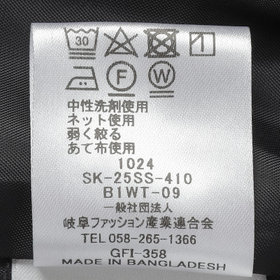 30
F W
中性洗剤使用
ネット使用
弱く絞る
あて布使用
1024
SK-25SS-410
B1WT-09
一般社団法人
岐阜ファッション産業連合会
TEL 058-265-1366
GFI-358
MADE IN BANGLADESH